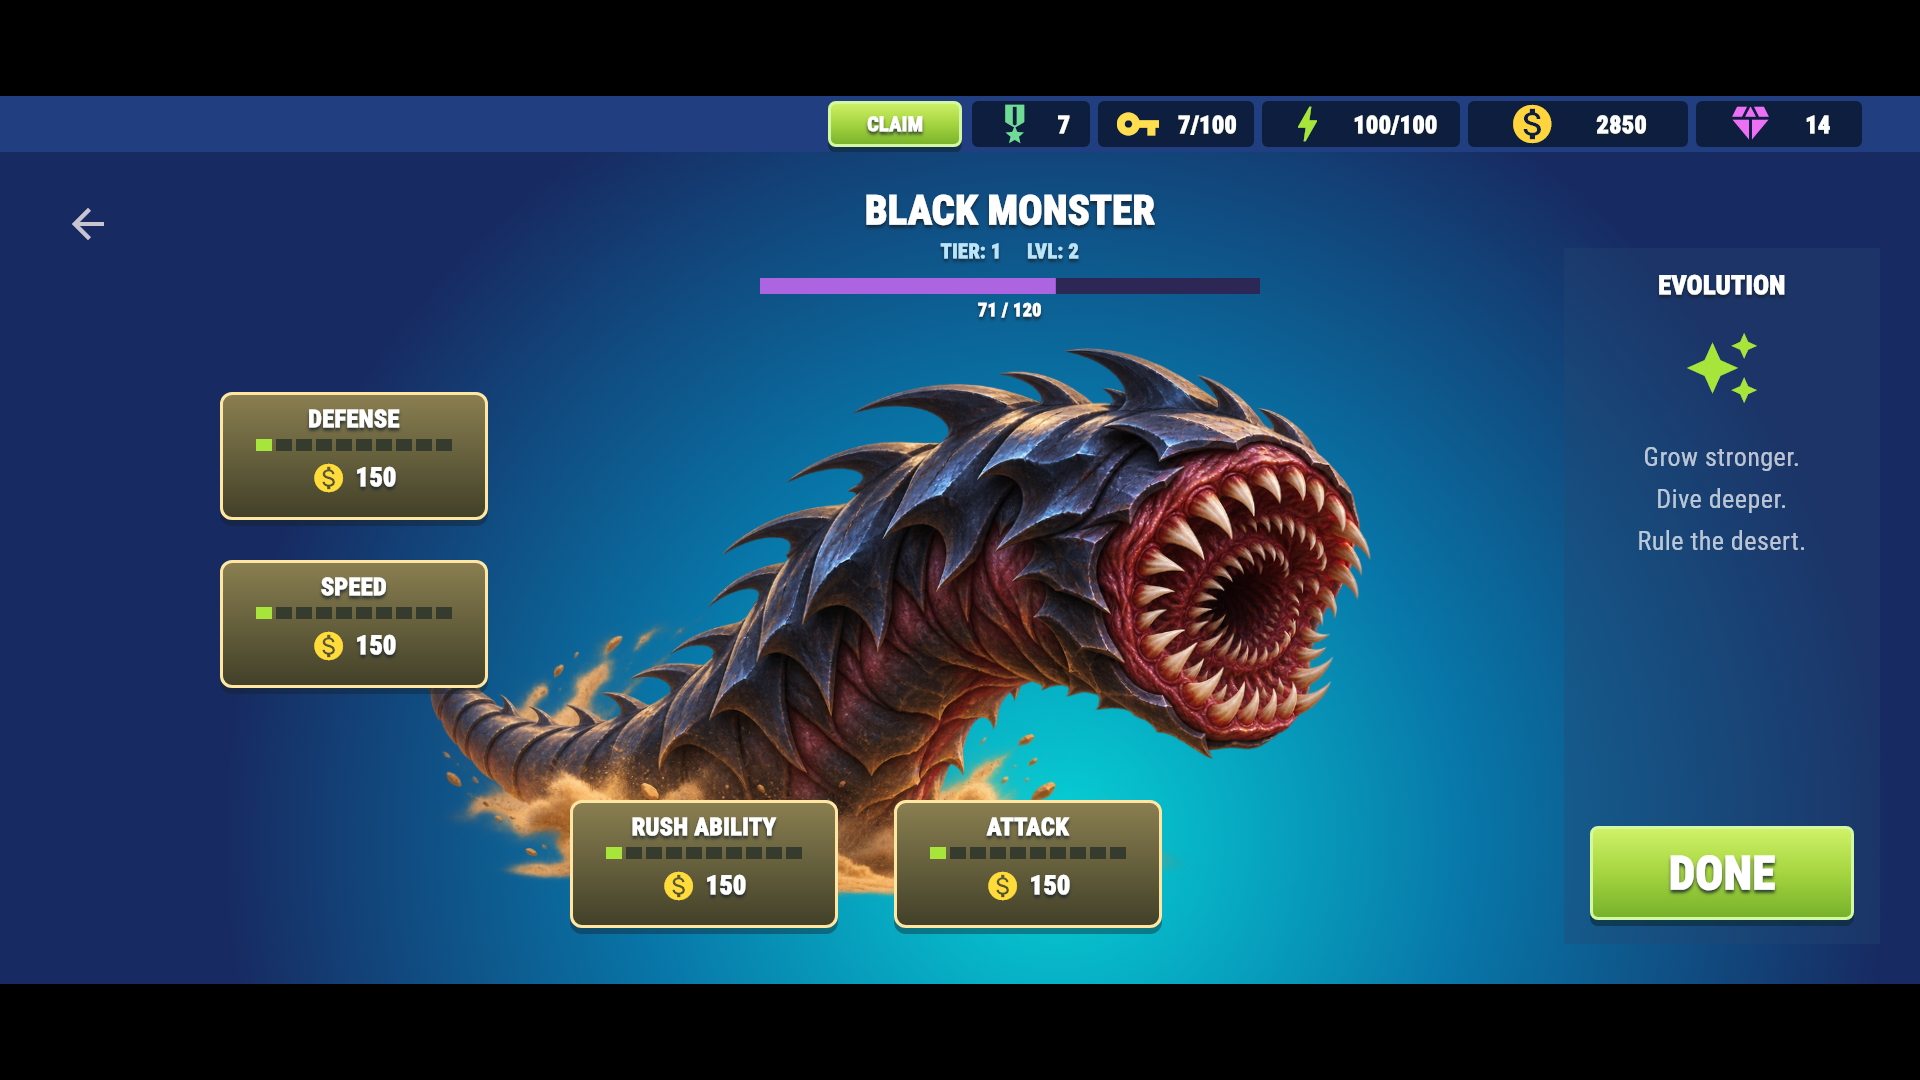 CLAIM
7
7/100
100/100
2850
14
BLACK MONSTER
TIER: 1 LVL: 2
71 / 120
EVOLUTION
Grow stronger.
Dive deeper.
Rule the desert.
DEFENSE
150
SPEED
150
RUSH ABILITY
150
ATTACK
150
DONE